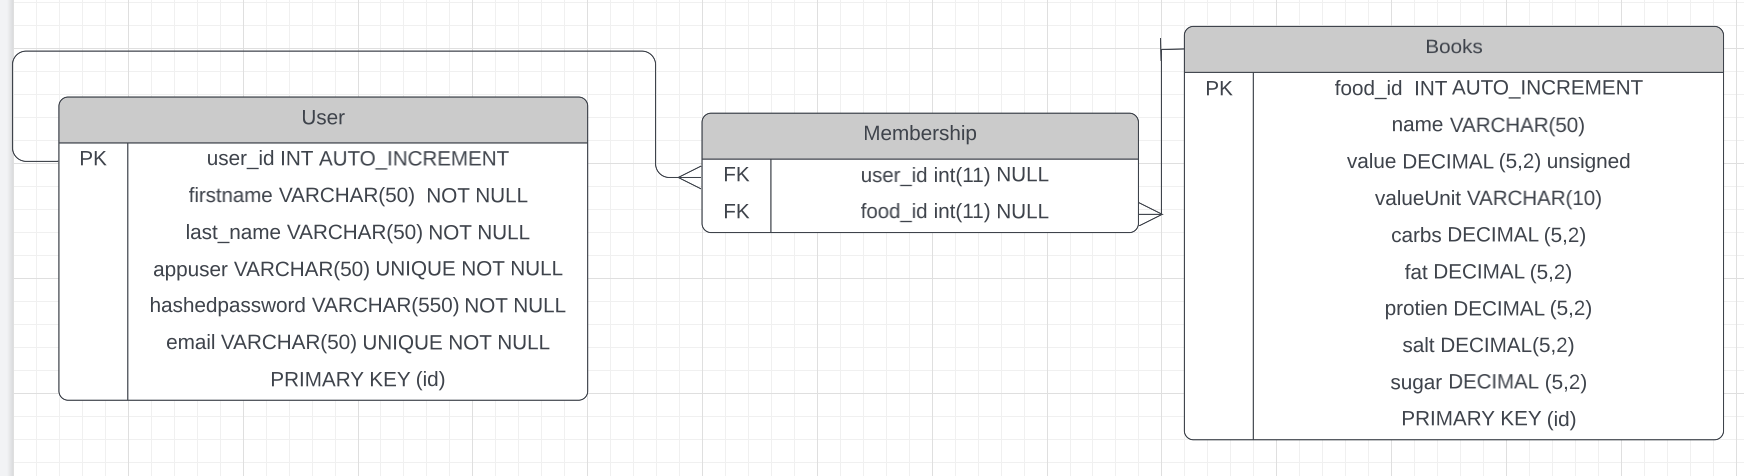 User
PK user_id INT AUTO_INCREMENT
firstname VARCHAR(50) NOT NULL
last_name VARCHAR(50) NOT NULL
appuser VARCHAR(50) UNIQUE NOT NULL
hashedpassword VARCHAR(550) NOT NULL
email VARCHAR(50) UNIQUE NOT NULL
PRIMARY KEY (id)
Membership
FK user_id int(11) NULL
FK food_id int(11) NULL
Books
PK food_id INT AUTO_INCREMENT
name VARCHAR(50)
value DECIMAL (5,2) unsigned
valueUnit VARCHAR(10)
carbs DECIMAL (5,2)
fat DECIMAL (5,2)
protien DECIMAL (5,2)
salt DECIMAL(5,2)
sugar DECIMAL (5,2)
PRIMARY KEY (id)